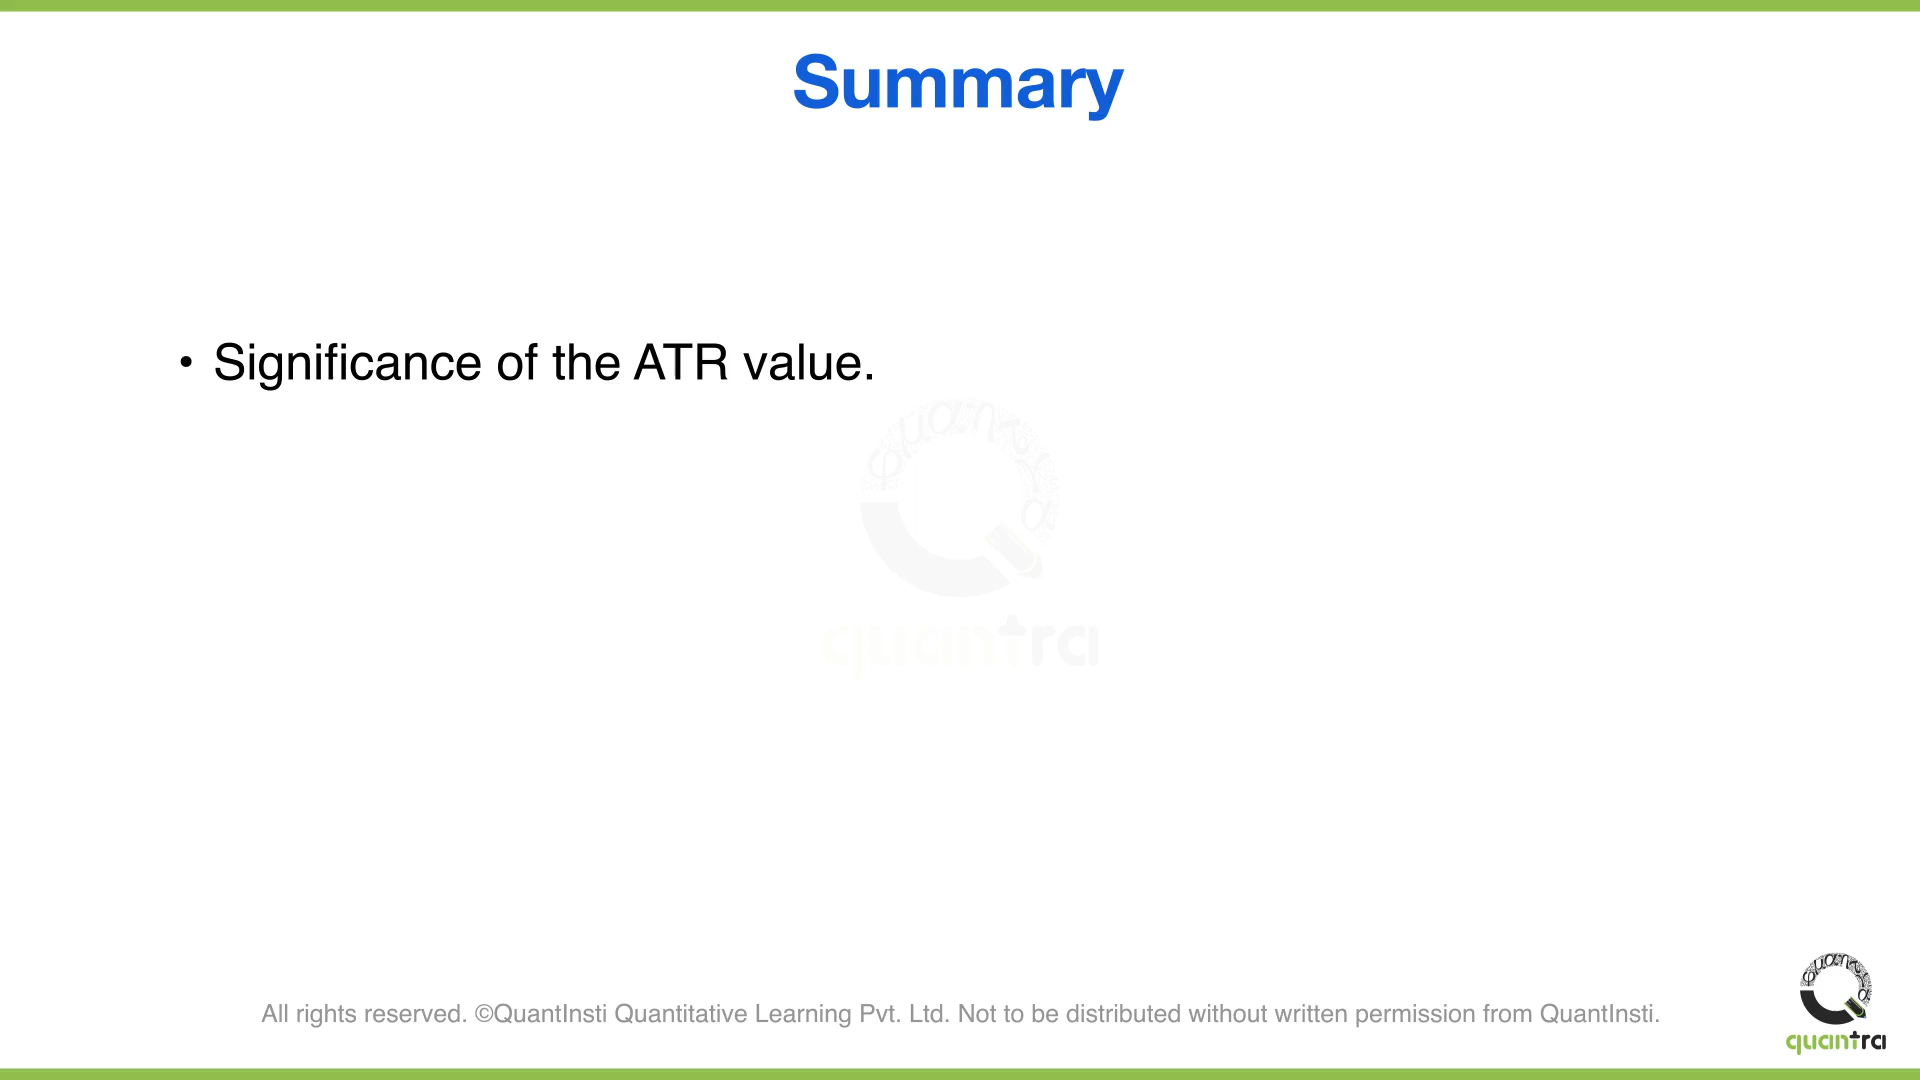 Summary
• Significance of the ATR value.
quantra
All rights reserved. ©QuantInsti Quantitative Learning Pvt. Ltd. Not to be distributed without written permission from QuantInsti.
quantra